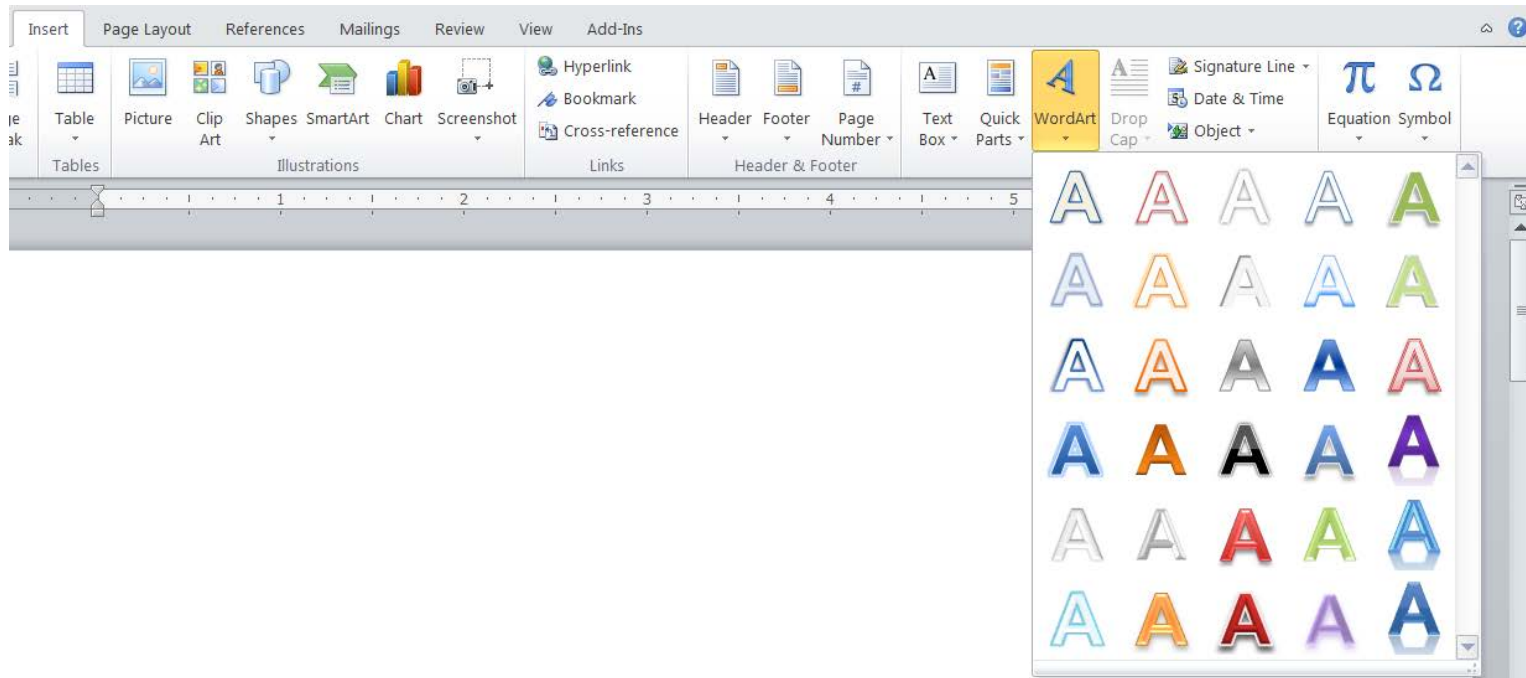 Insert Page Layout References Mailings Review View Add-Ins
Hyperlink
Bookmark
Cross-reference
Signature Line
Date & Time
Object
Table Picture Clip Shapes SmartArt Chart Screenshot Header Footer Page Text Quick WordArt Drop Equation Symbol
Art Number Box Parts Cap
Tables Illustrations Links Header & Footer
1 2 3 4 5
A A A A A
A A A A A
A A A A A
A A A A A
A A A A A
A A A A A